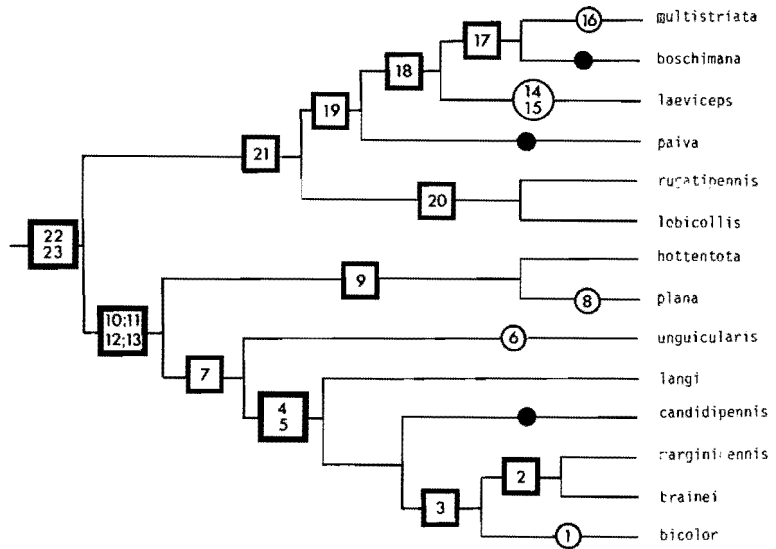 16
multistriata
17
boschimana
18
14
15
laeviceps
19
paiva
21
20
lebicollis
22
23
hottentota
9
8
plana
10;11
12;13
6
unguicularis
7
langi
4
5
candidipennis
2
trainei
3
1
bicolor